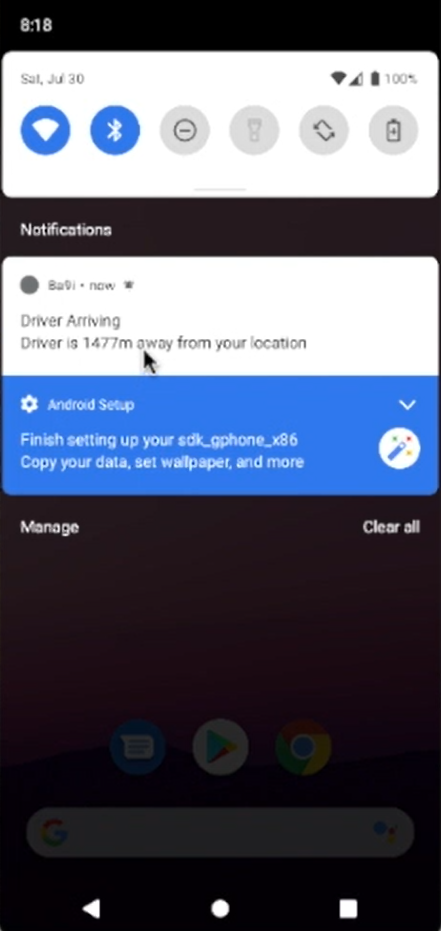 8:18
Sat, Jul 30
100%
Notifications
Ba9i • now
Driver Arriving
Driver is 1477m away from your location
Android Setup
Finish setting up your sdk_gphone_x86
Copy your data, set wallpaper, and more
Manage
Clear all